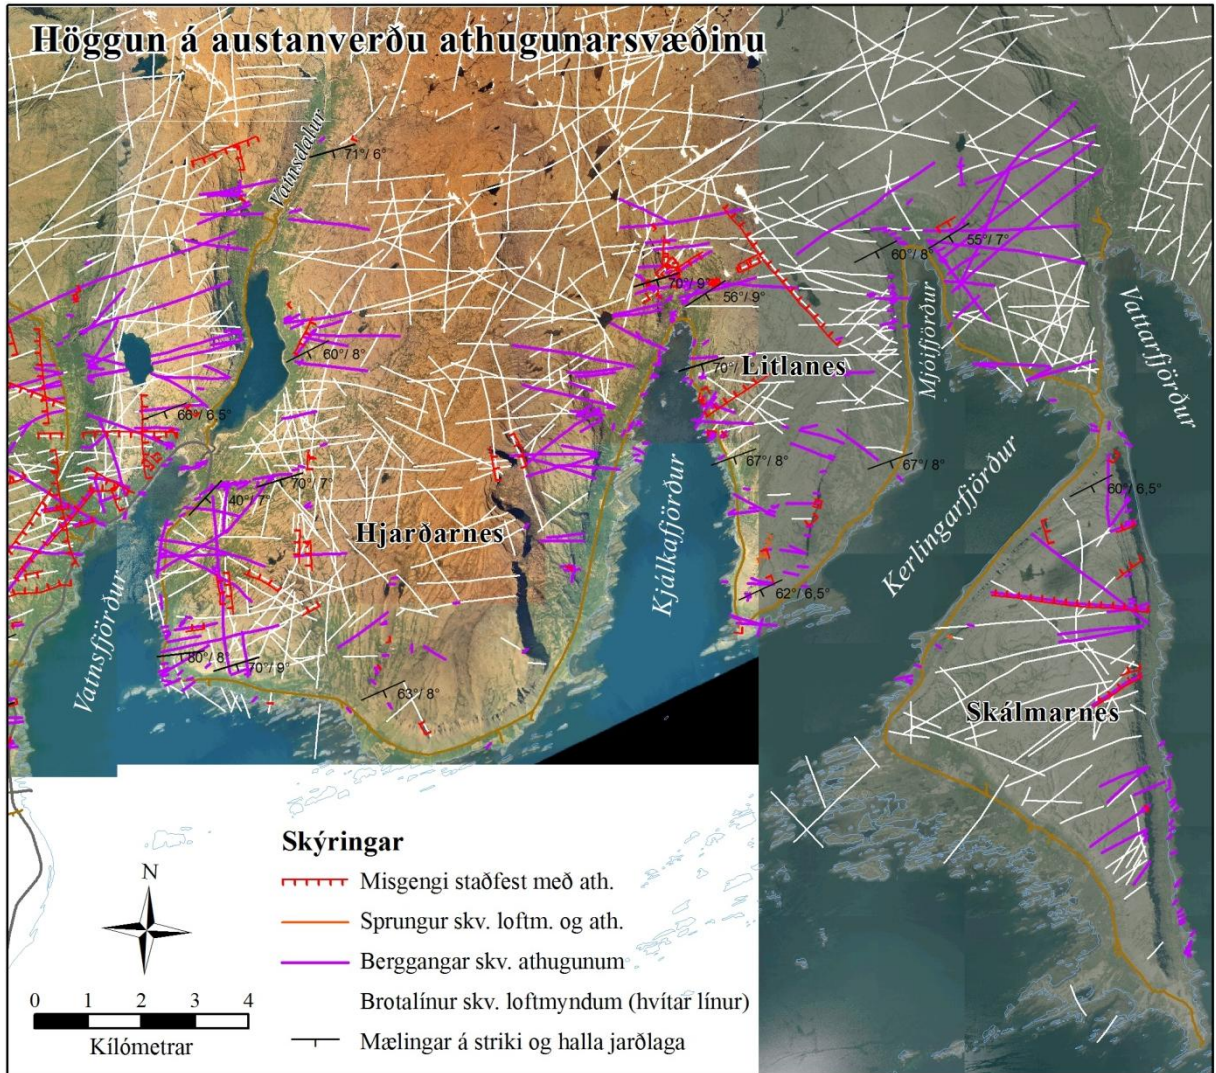 Höggun á austanverðu athugunarsvæðinu
Vatnsdalur
71°/ 6°
60°/ 8°
55°/ 7°
70°/ 9°
56°/ 9°
Mjóifjörður
Vattarfjörður
60°/ 8°
70°/
Litlanes
66°/ 6,5°
67°/ 8°
67°/ 8°
40°/ 7°
70°/ 7°
60°/ 6,5°
Hjarðarnes
Kjálkafjörður
Kerlingarfjörður
62°/ 6,5°
Vatnsfjörður
80°/ 8°
70°/ 9°
63°/ 8°
Skálmarnes
Skýringar
Misgengi staðfest með ath.
Sprungur skv. loftm. og ath.
Berggangar skv. athugunum
Brotalínur skv. loftmyndum (hvítar línur)
Mælingar á striki og halla jarðlaga
N
0 1 2 3 4
Kílómetrar